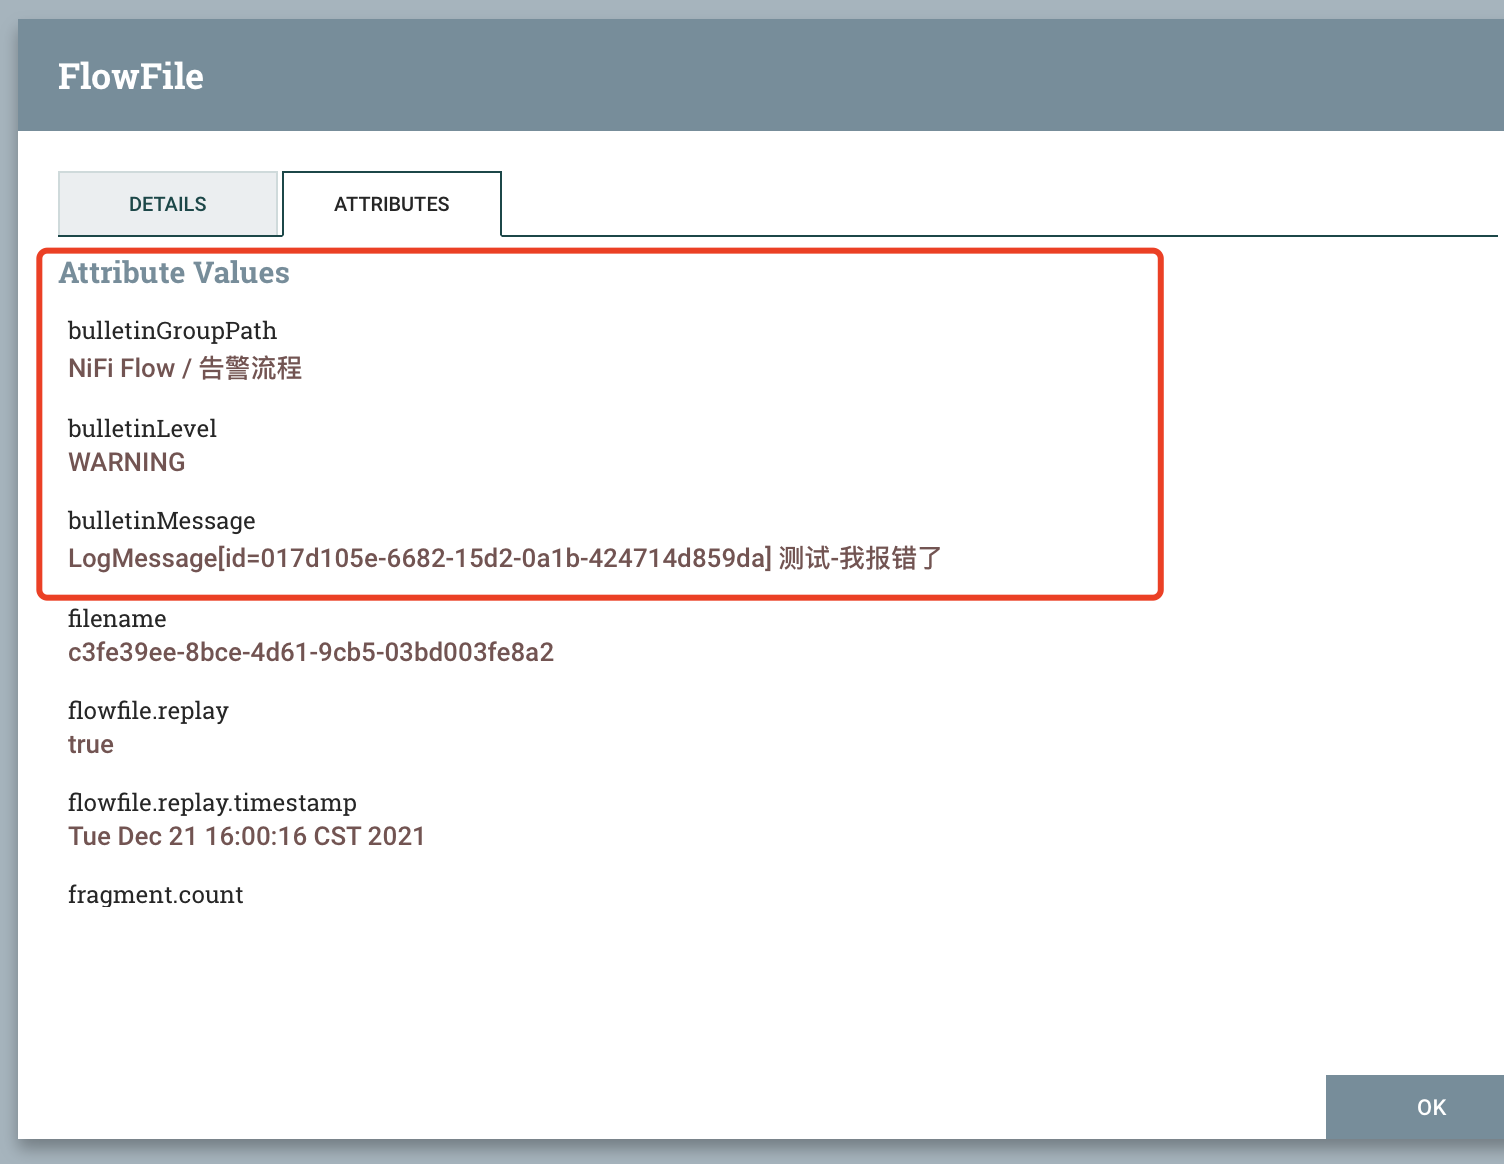 FlowFile
DETAILS
ATTRIBUTES
Attribute Values
bulletinGroupPath
NiFi Flow / 告警流程
bulletinLevel
WARNING
bulletinMessage
LogMessage[id=017d105e-6682-15d2-0a1b-424714d859da] 测试-我报错了
filename
c3fe39ee-8bce-4d61-9cb5-03bd003fe8a2
flowfile.replay
true
flowfile.replay.timestamp
Tue Dec 21 16:00:16 CST 2021
fragment.count
OK